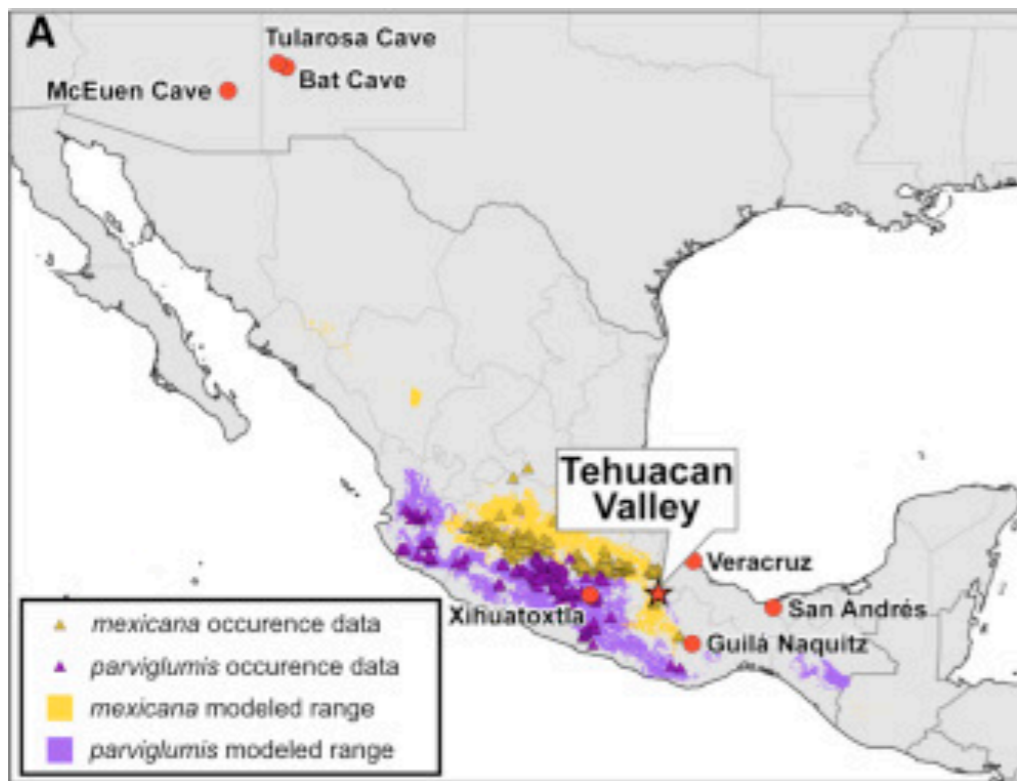 A
Tularosa Cave
Bat Cave
McEuen Cave
Tehuacan
Valley
Veracruz
Xihuatoxtla
San Andrés
Guilá Naquitz
mexicana occurence data
parviglumis occurence data
mexicana modeled range
parviglumis modeled range